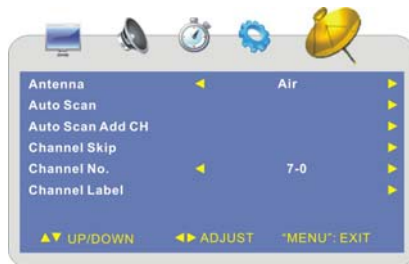 Antenna ◄ Air ►
Auto Scan ►
Auto Scan Add CH ►
Channel Skip ►
Channel No. ◄ 7-0 ►
Channel Label ►
▲▼ UP/DOWN ◄► ADJUST "MENU": EXIT